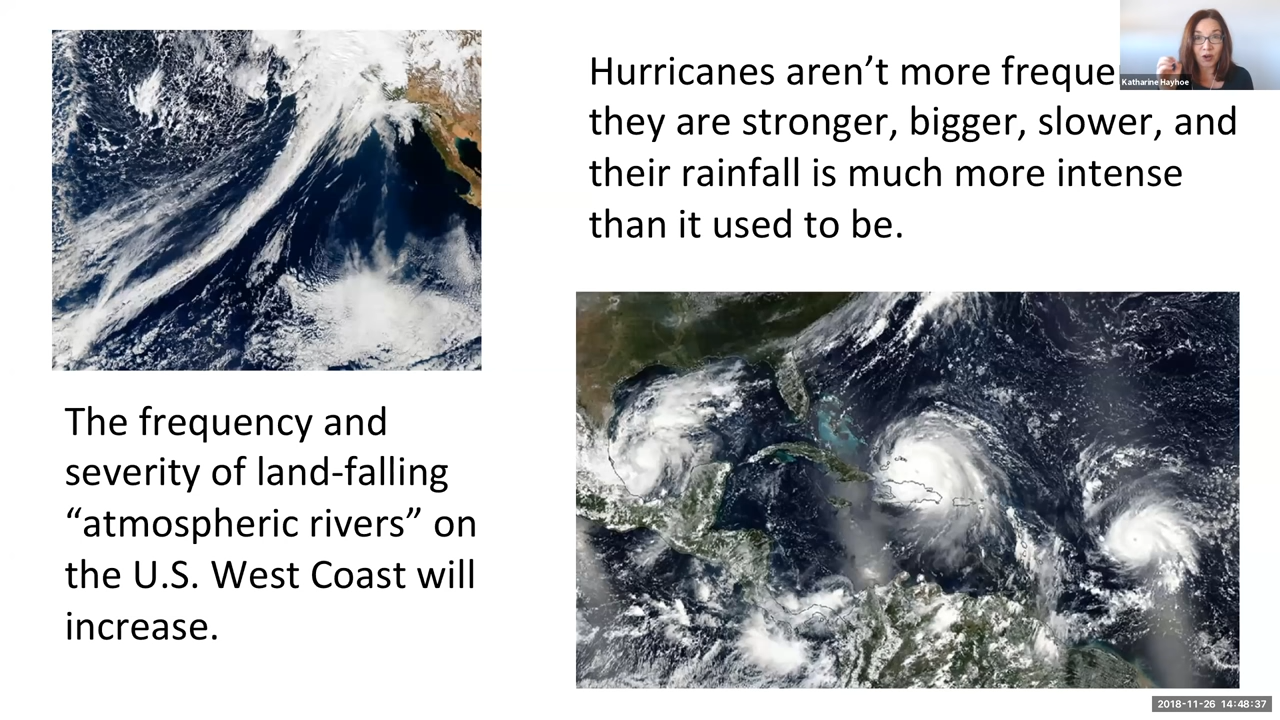 Hurricanes aren’t more
they are stronger, bigger, slower, and
their rainfall is much more intense
than it used to be.
Katharine Hayhoe
The frequency and
severity of land-falling
“atmospheric rivers” on
the U.S. West Coast will
increase.
2018-11-26 14:48:37